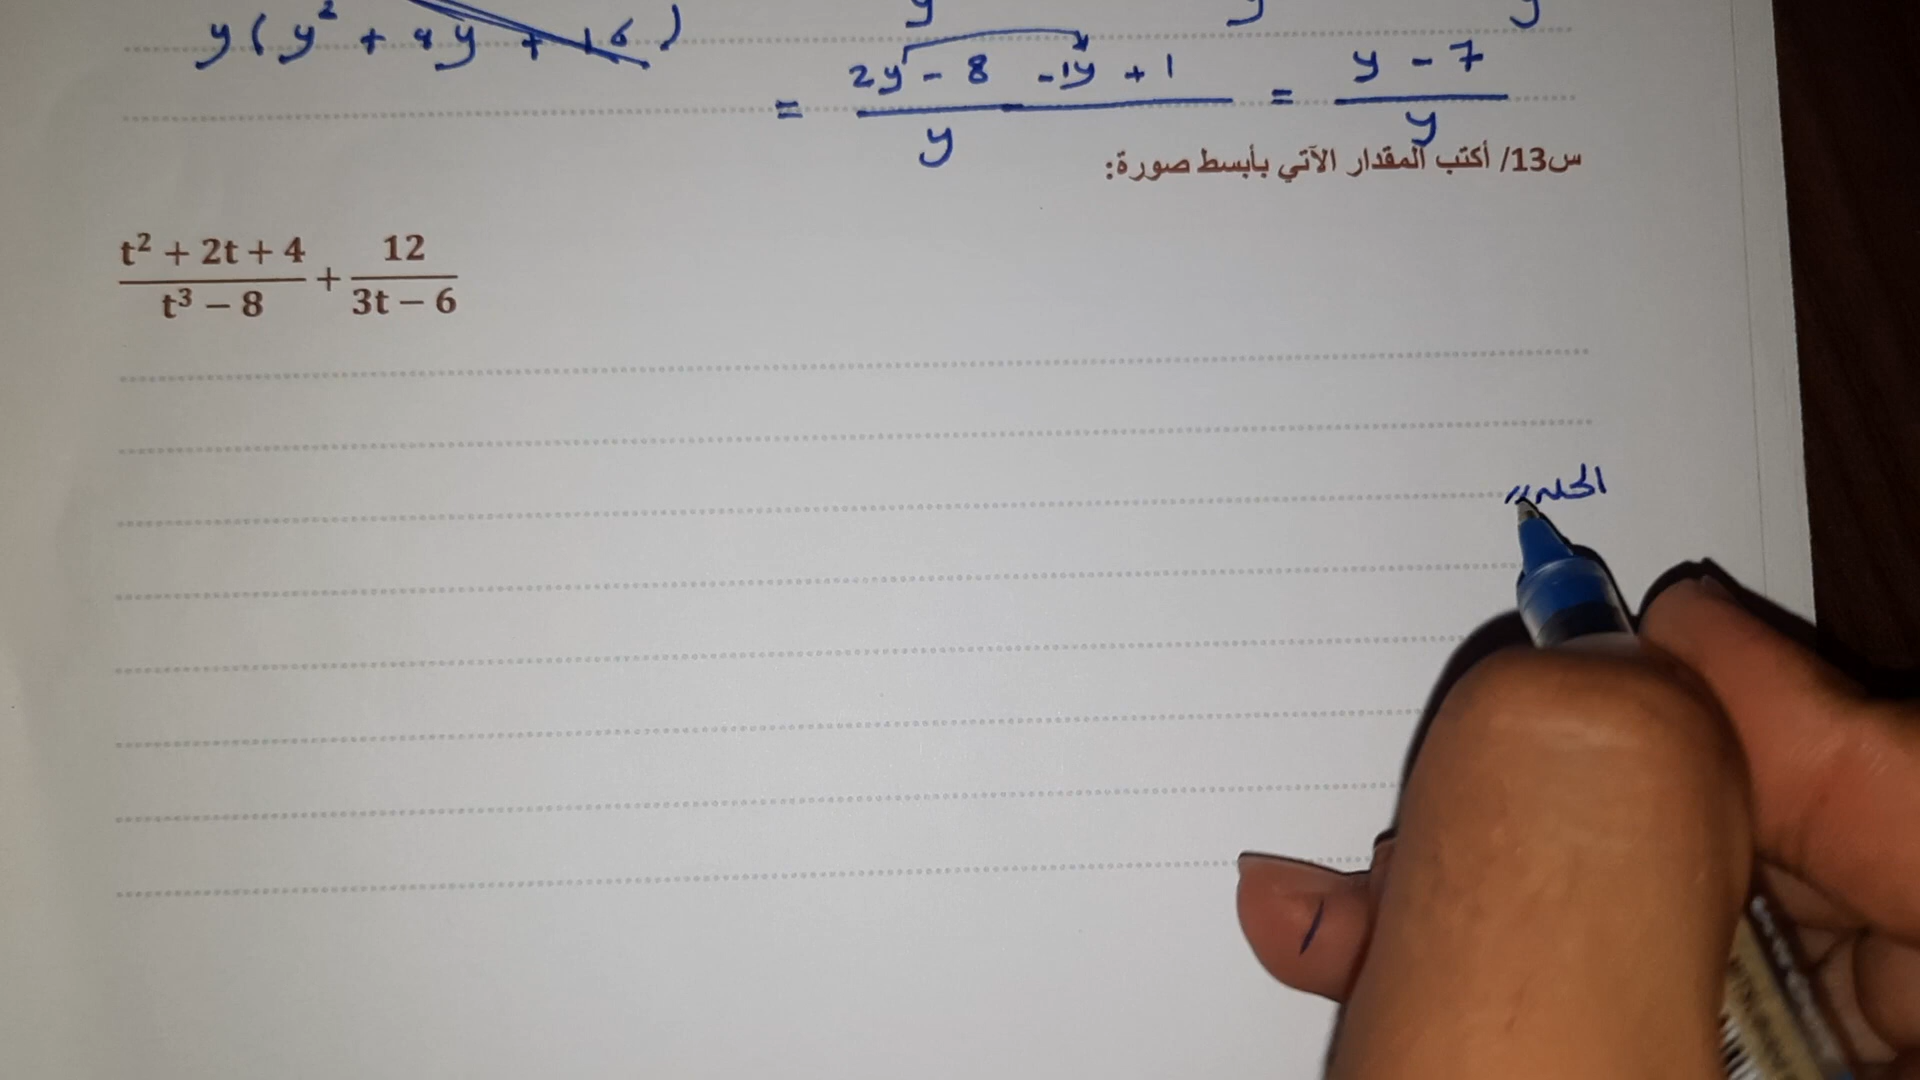 y(y² + 4y + 16)
= (2y - 8 - 1y + 1)/y = (y - 7)/y
س13/ أكتب المقدار الآتي بأبسط صورة:
(t² + 2t + 4)/(t³ − 8) + 12/(3t − 6)
الحل //